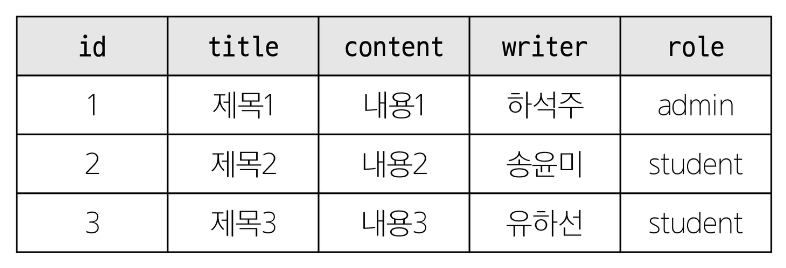 id title content writer role
1 제목1 내용1 하석주 admin
2 제목2 내용2 송윤미 student
3 제목3 내용3 유하선 student